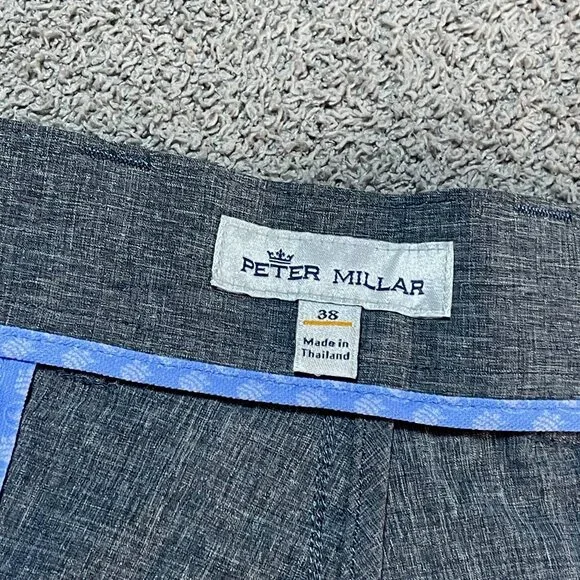 PETER MILLAR
38
Made in
Thailand